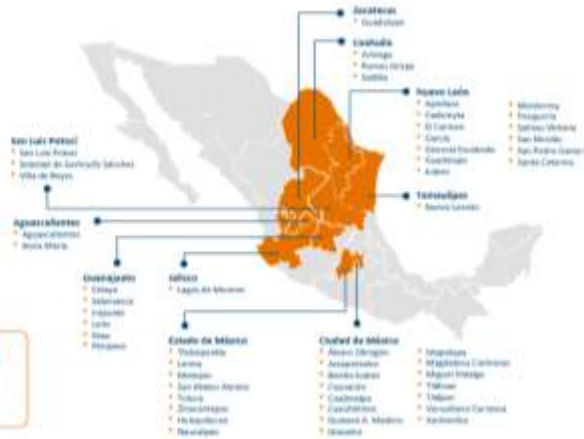 Zacatecas
Guadalupe
Coahuila
Arteaga
Ramos Arizpe
Saltillo
Nuevo León
Apodaca
Cadereyta
El Carmen
García
General Escobedo
Guadalupe
Juárez
Monterrey
Pesquería
Salinas Victoria
San Nicolás
San Pedro Garza
Santa Catarina
San Luis Potosí
San Luis Potosí
Soledad de Graciano Sánchez
Villa de Reyes
Tamaulipas
Nuevo Laredo
Aguascalientes
Aguascalientes
Jesús María
Guanajuato
Celaya
Salamanca
Irapuato
León
Silao
Pénjamo
Jalisco
Lagos de Moreno
Estado de México
Lerma
Metepec
San Mateo Atenco
Toluca
Zinacantepec
Huixquilucan
Naucalpan
Ciudad de México
Álvaro Obregón
Azcapotzalco
Benito Juárez
Coyoacán
Cuajimalpa
Cuauhtémoc
Gustavo A. Madero
Iztacalco
Iztapalapa
Magdalena Contreras
Miguel Hidalgo
Tláhuac
Tlalpan
Venustiano Carranza
Xochimilco